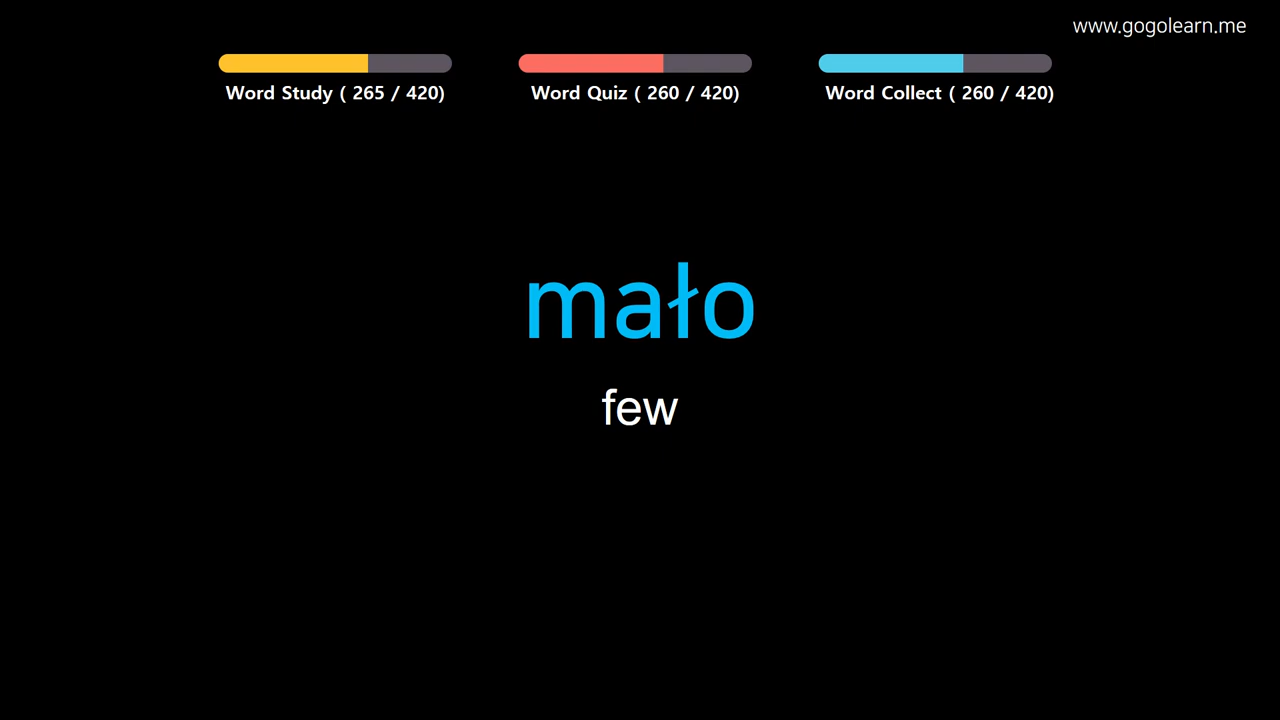 www.gogolearn.me
Word Study ( 265 / 420)
Word Quiz ( 260 / 420)
Word Collect ( 260 / 420)
mało
few